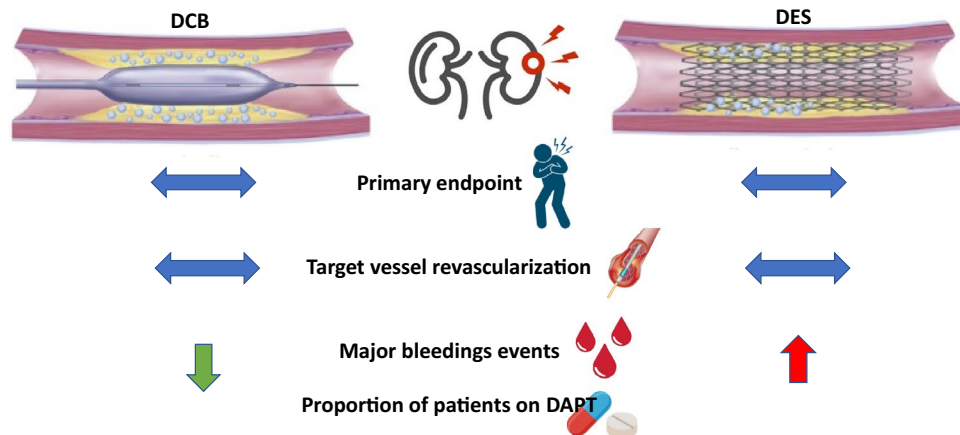 DCB
DES
Primary endpoint
Target vessel revascularization
Major bleedings events
Proportion of patients on DAPT